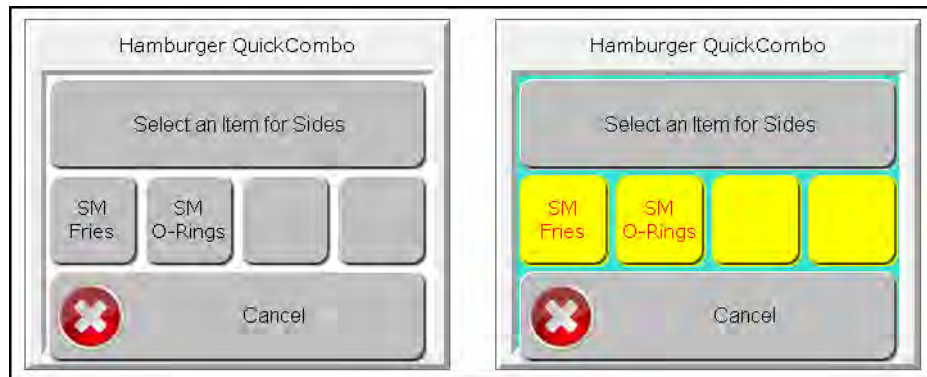 Hamburger QuickCombo
Select an Item for Sides
SM
Fries
SM
O-Rings
Cancel
Hamburger QuickCombo
Select an Item for Sides
SM
Fries
SM
O-Rings
Cancel